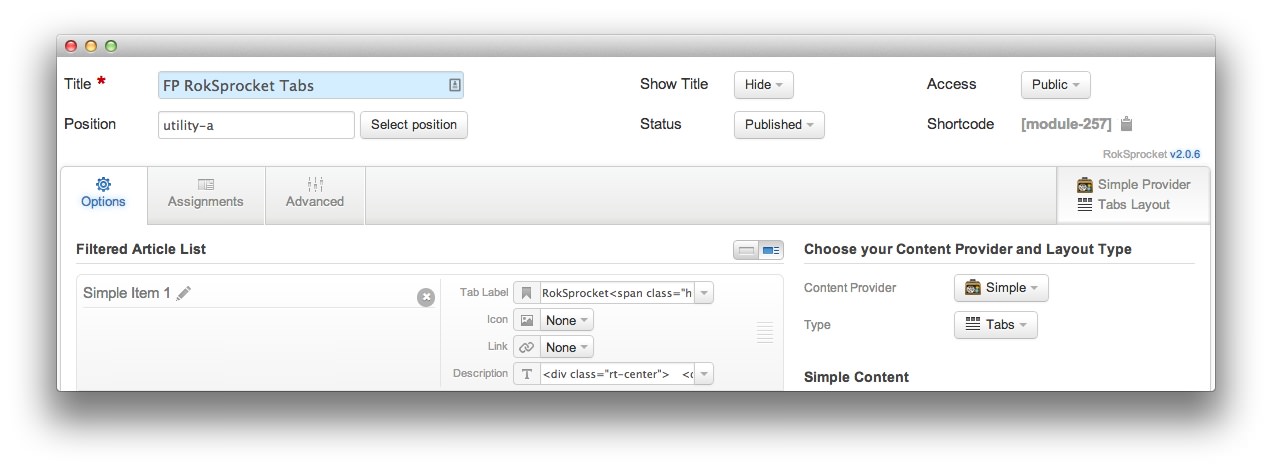 Title *
FP RokSprocket Tabs
Show Title
Hide
Access
Public
Position
utility-a
Select position
Status
Published
Shortcode
[module-257]
RokSprocket v2.0.6
Options
Assignments
Advanced
Simple Provider
Tabs Layout
Filtered Article List
Simple Item 1
Tab Label
RokSprocket<span class="h
Icon
None
Link
None
Description
T
<div class="rt-center">
Choose your Content Provider and Layout Type
Content Provider
Simple
Type
Tabs
Simple Content